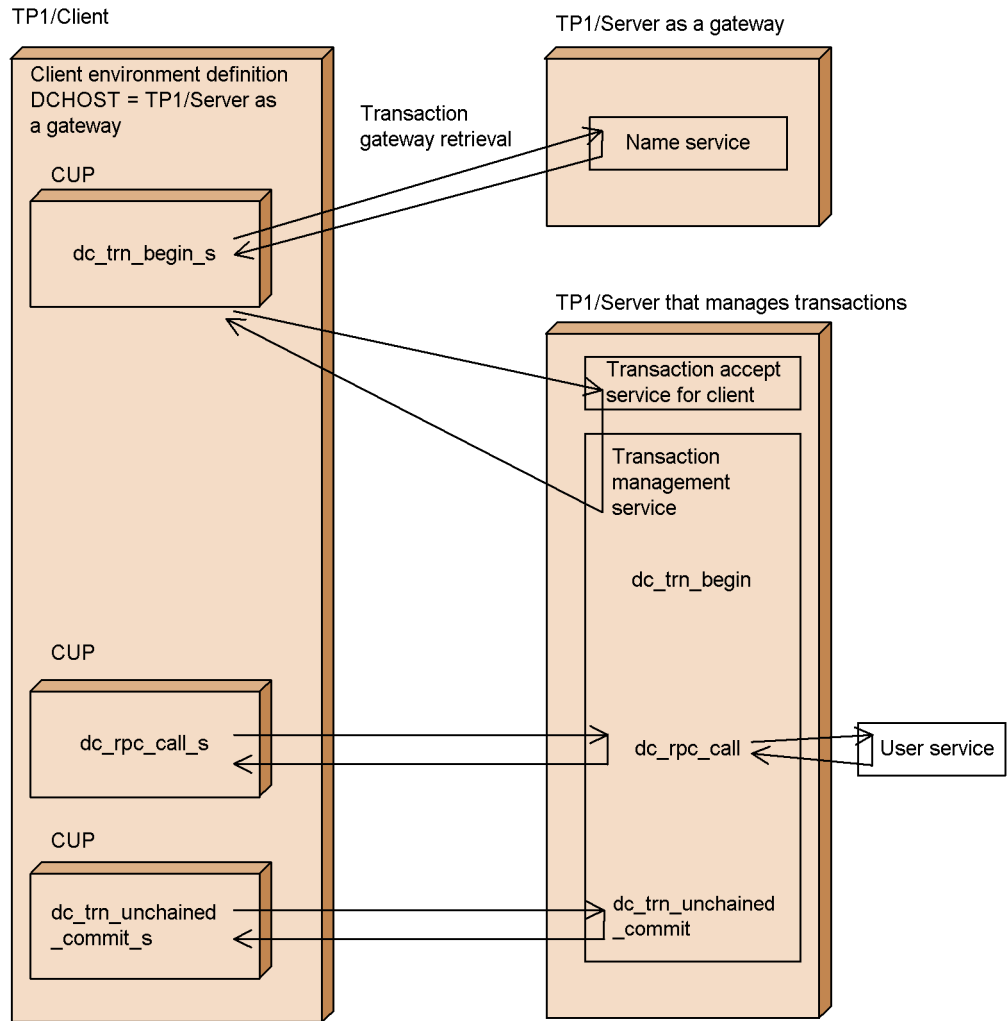 TP1/Client
TP1/Server as a gateway
Client environment definition
DCHOST = TP1/Server as
a gateway
Transaction
gateway retrieval
Name service
CUP
dc_trn_begin_s
TP1/Server that manages transactions
Transaction accept
service for client
Transaction
management
service
dc_trn_begin
CUP
dc_rpc_call_s
dc_rpc_call
User service
CUP
dc_trn_unchained
_commit_s
dc_trn_unchained
_commit